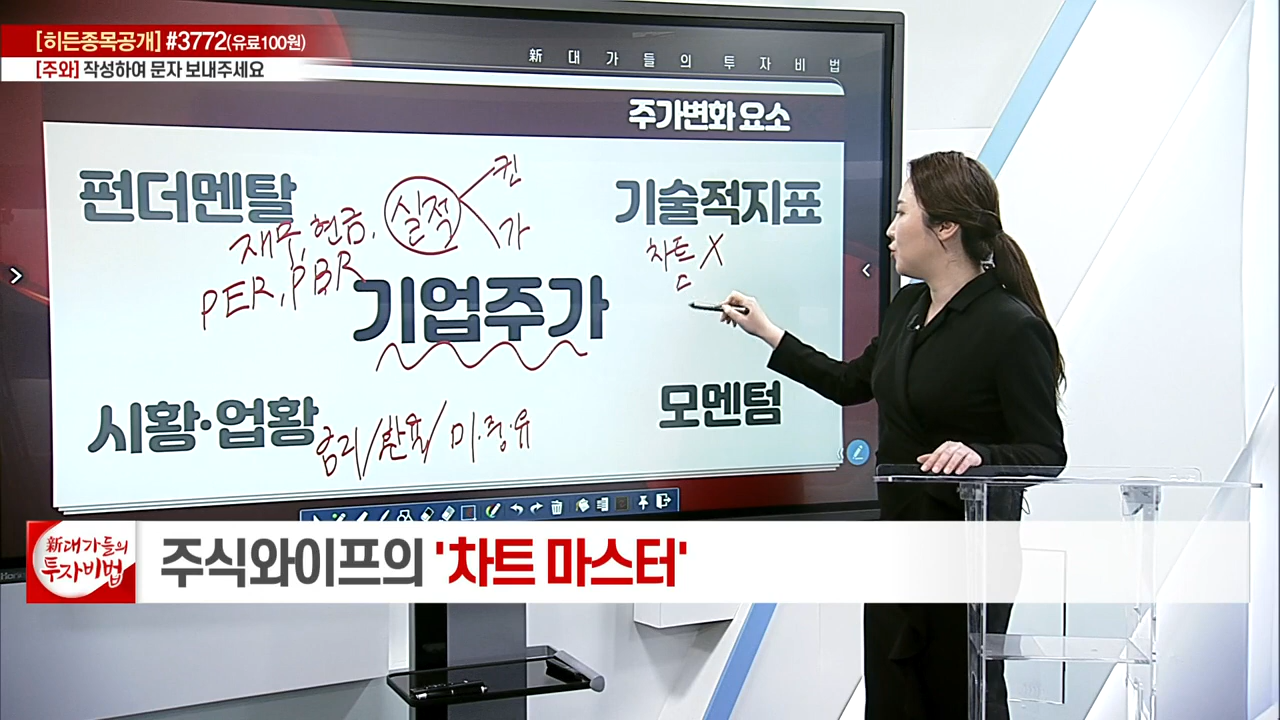 [히든종목공개] #3772(유료100원)
[주와] 작성하여 문자 보내주세요
新 대 가 들 의 투 자 비 법
주가변화 요소
펀더멘탈
기술적지표
재무, 현금, 실적
퀀
가
차트 X
PER, PBR
기업주가
시황·업황
모멘텀
금리/환율/미.정.유
新대가들의
투자비법
주식와이프의 '차트 마스터'